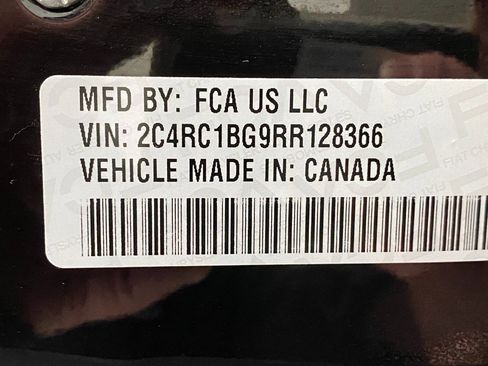 MFD BY: FCA US LLC
VIN: 2C4RC1BG9RR128366
VEHICLE MADE IN: CANADA